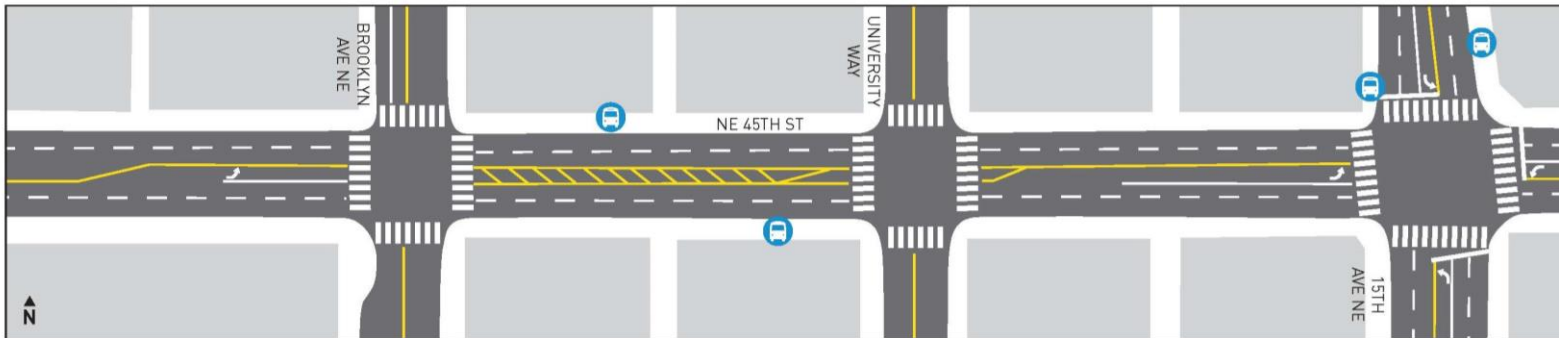 BROOKLYN
AVE NE
UNIVERSITY
WAY
NE 45TH ST
15TH
AVE NE
N